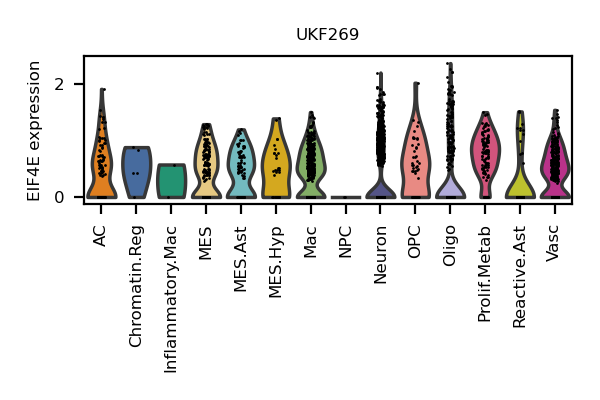 UKF269
EIF4E expression
2
0
AC
Chromatin.Reg
Inflammatory.Mac
MES
MES.Ast
MES.Hyp
Mac
NPC
Neuron
OPC
Oligo
Prolif.Metab
Reactive.Ast
Vasc